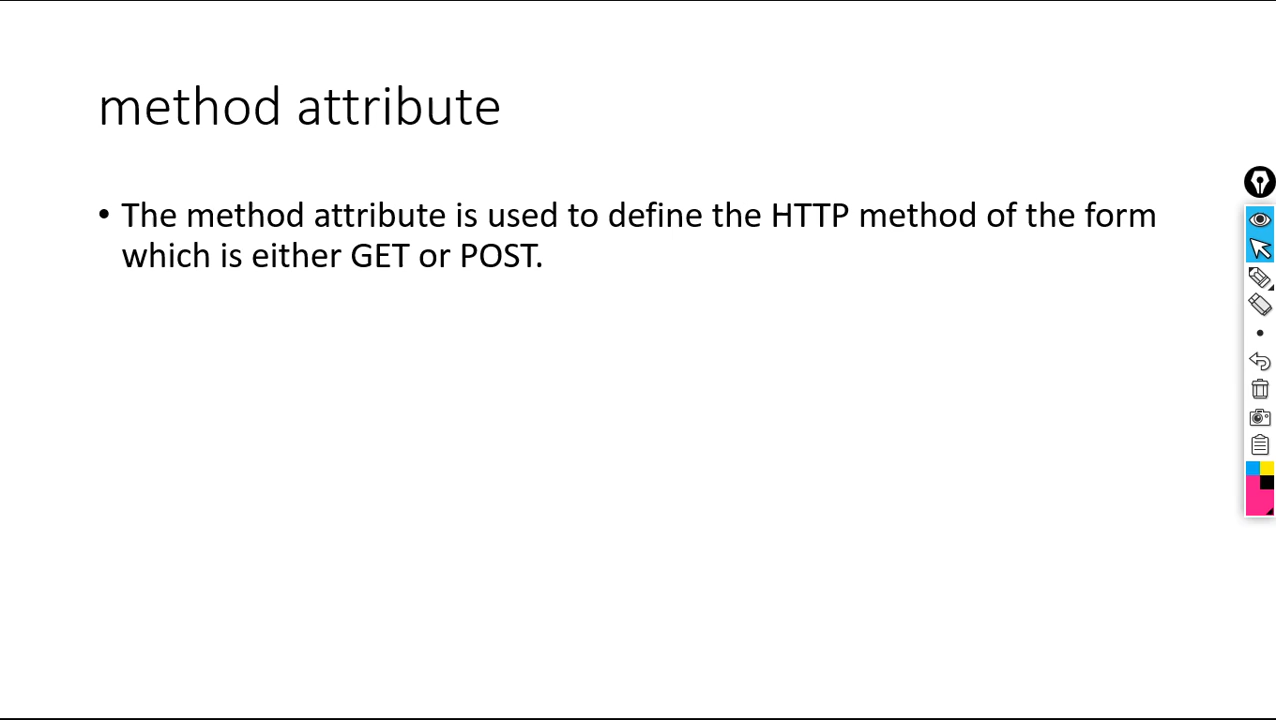 method attribute
• The method attribute is used to define the HTTP method of the form
which is either GET or POST.